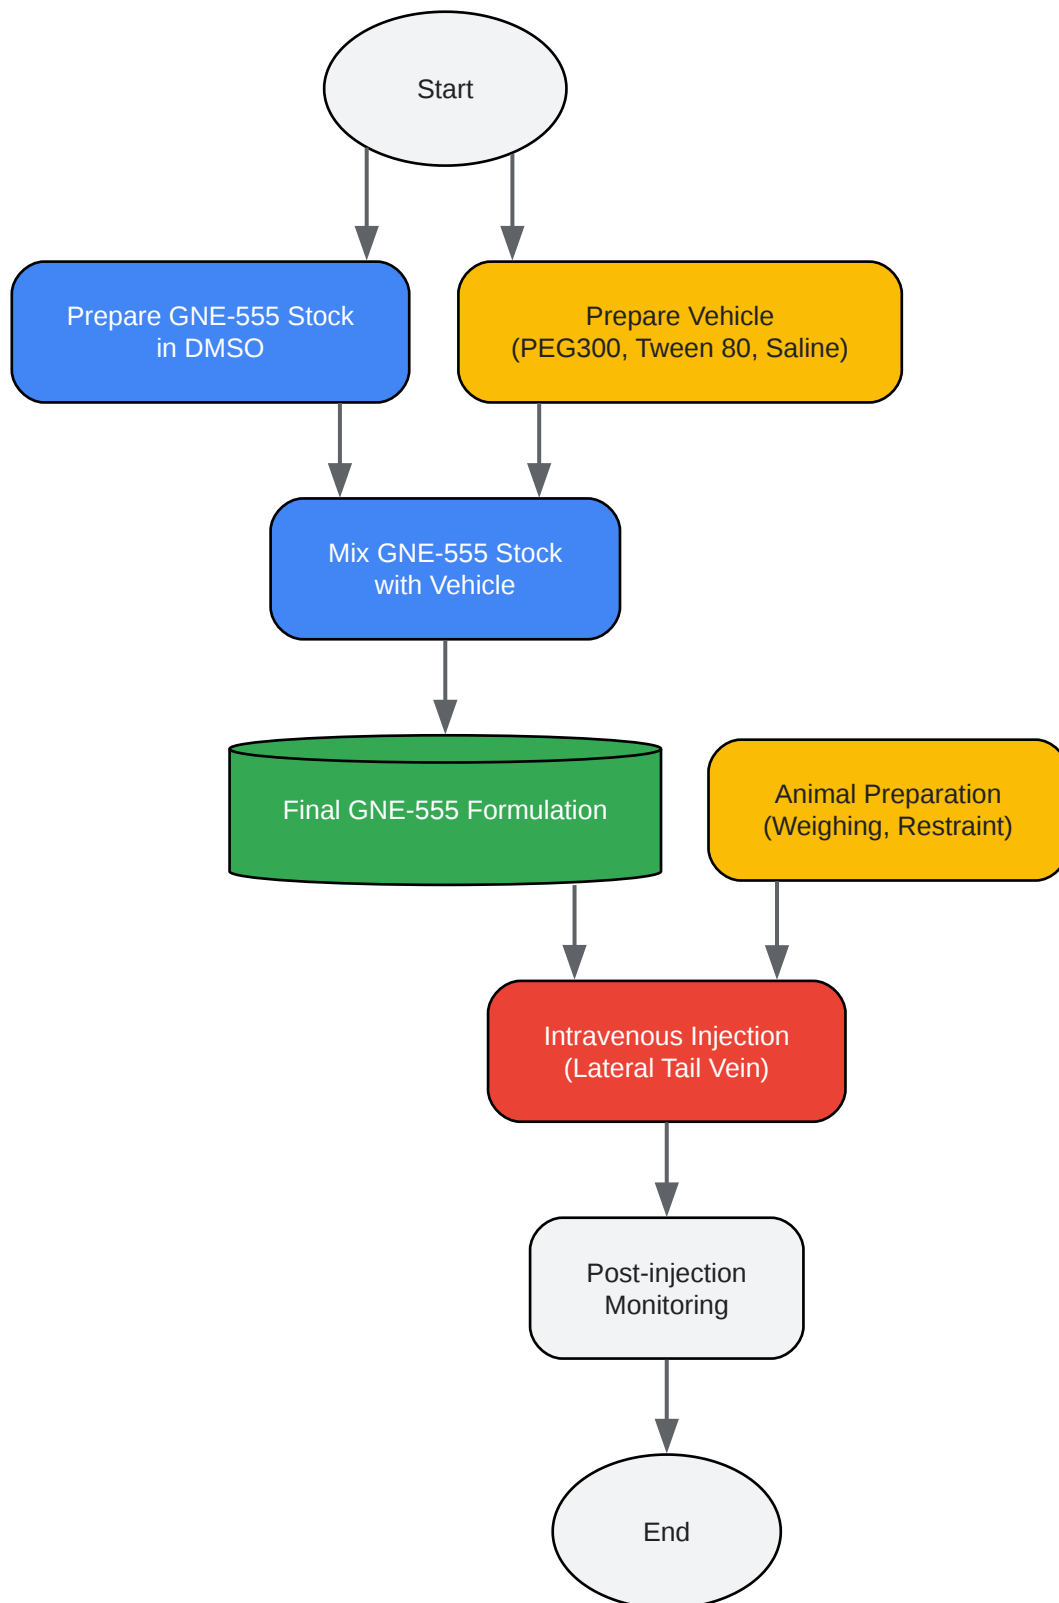 Start
Prepare GNE-555 Stock
in DMSO
Prepare Vehicle
(PEG300, Tween 80, Saline)
Mix GNE-555 Stock
with Vehicle
Final GNE-555 Formulation
Animal Preparation
(Weighing, Restraint)
Intravenous Injection
(Lateral Tail Vein)
Post-injection
Monitoring
End